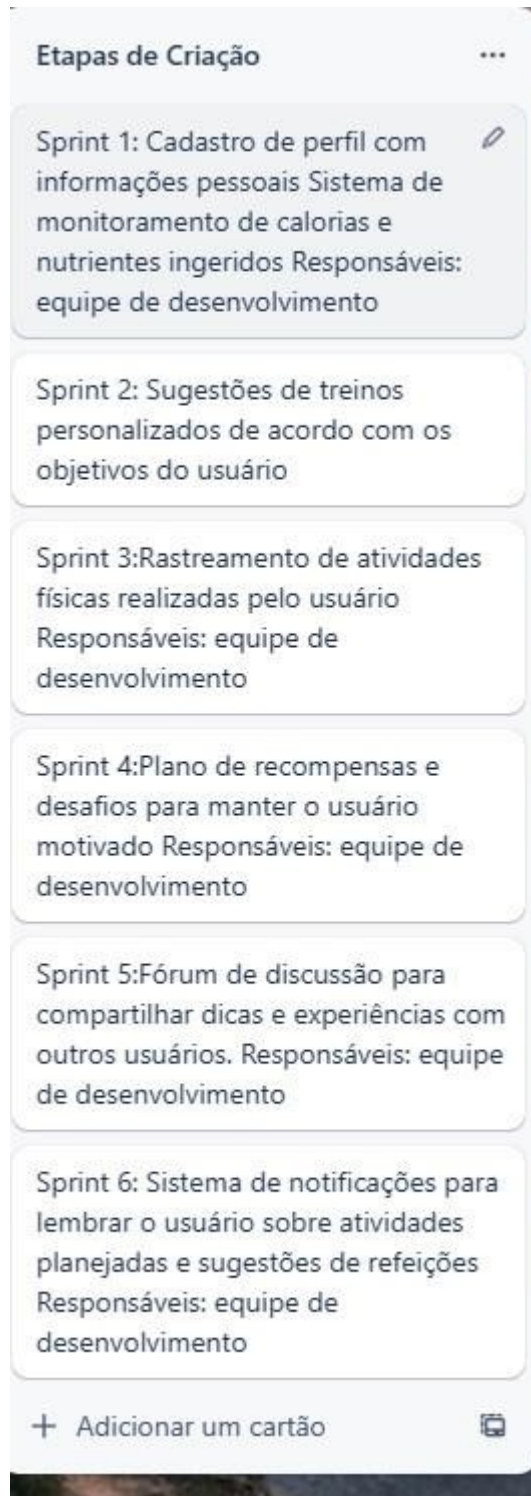 Etapas de Criação
Sprint 1: Cadastro de perfil com
informações pessoais Sistema de
monitoramento de calorias e
nutrientes ingeridos Responsáveis:
equipe de desenvolvimento
Sprint 2: Sugestões de treinos
personalizados de acordo com os
objetivos do usuário
Sprint 3:Rastreamento de atividades
físicas realizadas pelo usuário
Responsáveis: equipe de
desenvolvimento
Sprint 4:Plano de recompensas e
desafios para manter o usuário
motivado Responsáveis: equipe de
desenvolvimento
Sprint 5:Fórum de discussão para
compartilhar dicas e experiências com
outros usuários. Responsáveis: equipe
de desenvolvimento
Sprint 6: Sistema de notificações para
lembrar o usuário sobre atividades
planejadas e sugestões de refeições
Responsáveis: equipe de
desenvolvimento
+ Adicionar um cartão